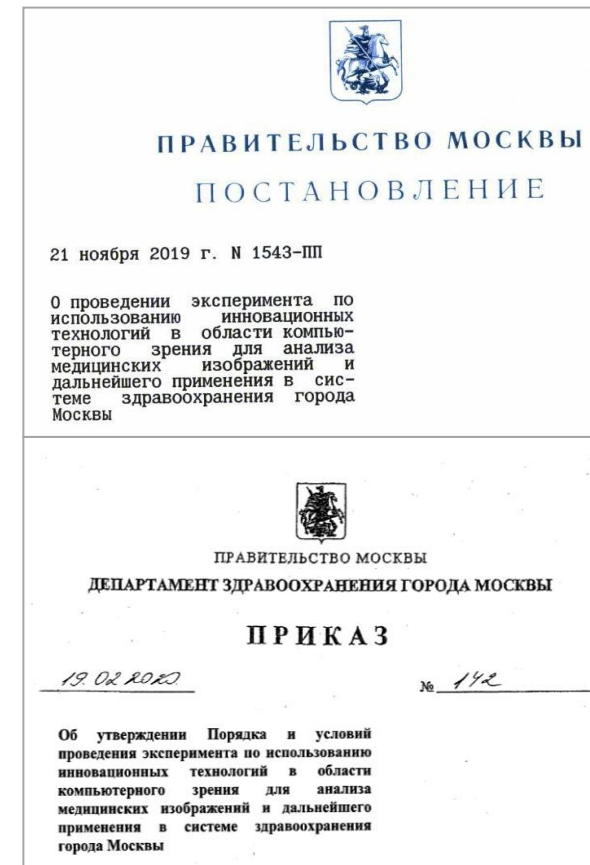 ПРАВИТЕЛЬСТВО МОСКВЫ
ПОСТАНОВЛЕНИЕ
21 ноября 2019 г. N 1543-ПП
О проведении эксперимента по
использованию инновационных
технологий в области компью-
терного зрения для анализа
медицинских изображений и
дальнейшего применения в сис-
теме здравоохранения города
Москвы
ПРАВИТЕЛЬСТВО МОСКВЫ
ДЕПАРТАМЕНТ ЗДРАВООХРАНЕНИЯ ГОРОДА МОСКВЫ
ПРИКАЗ
19.02.2020 № 142
Об утверждении Порядка и условий
проведения эксперимента по использованию
инновационных технологий в области
компьютерного зрения для анализа
медицинских изображений и дальнейшего
применения в системе здравоохранения
города Москвы